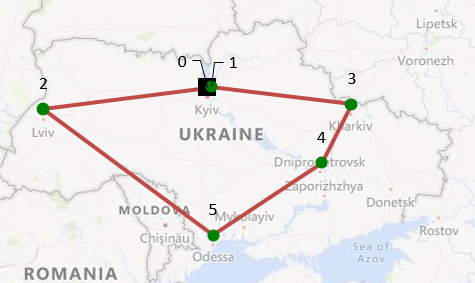 Lipetsk
Voronezh
0
1
2
3
Kyiv
Lviv
Kharkiv
UKRAINE
4
Dnipropetrovsk
Zaporizhzhya
Donetsk
5
MOLDOVA
Mykolayiv
Chişinău
Rostov
Odessa
Sea of
Azov
ROMANIA